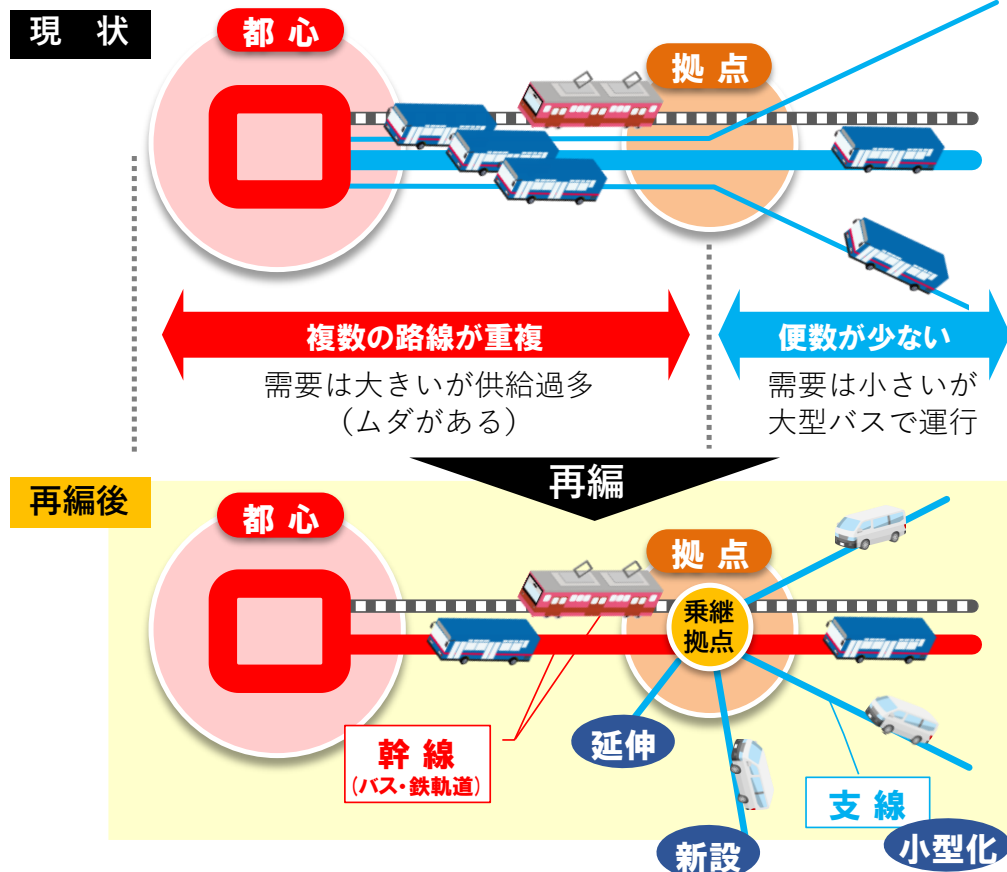 現 状
都 心
拠 点
複数の路線が重複
便数が少ない
需要は大きいが供給過多
(ムダがある)
需要は小さいが
大型バスで運行
再編
再編後
都 心
拠 点
乗継
拠点
延伸
幹 線
(バス・鉄軌道)
支 線
小型化
新設